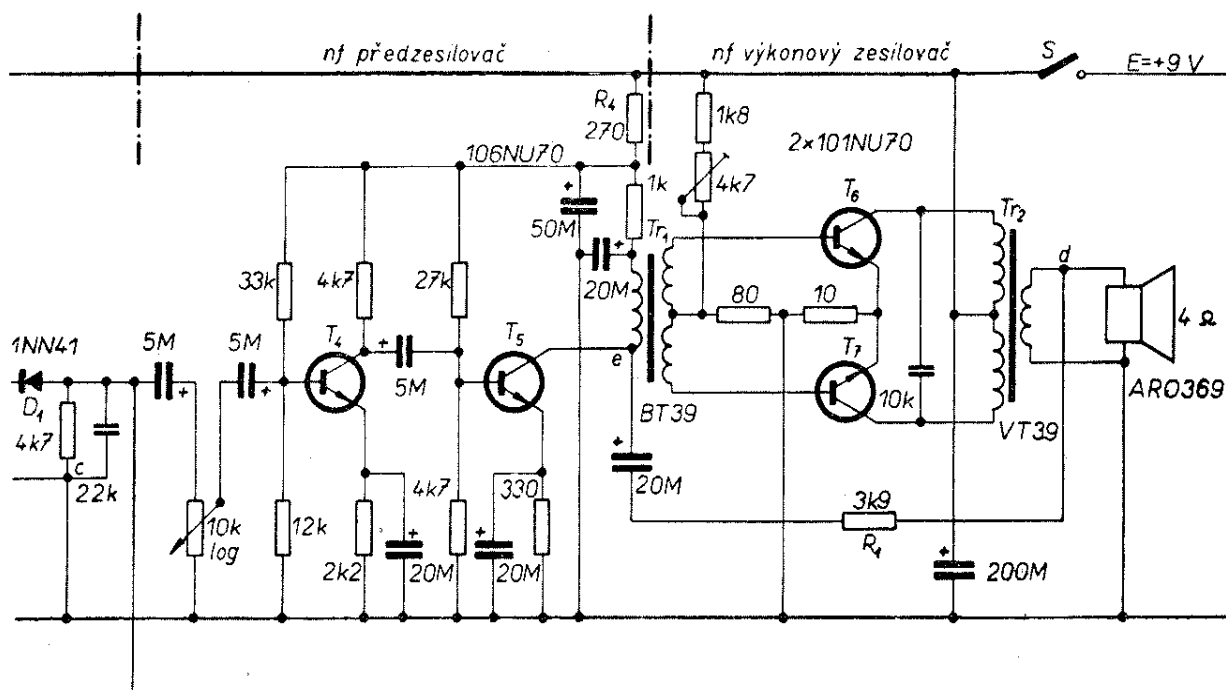 nf předzesilovač
nf výkonový zesilovač
S
E=+9 V
R4
270
1k8
2×101NU70
106NU70
1k
4k7
T6
50M
Tr1
Tr2
d
33k
4k7
27k
20M
80
10
4 Ω
1NN41
5M
5M
T4
5M
T5
e
T7
10k
D1
BT39
VT39
ARO369
4k7
c
22k
10k
log
12k
4k7
330
20M
3k9
R1
2k2
20M
20M
200M